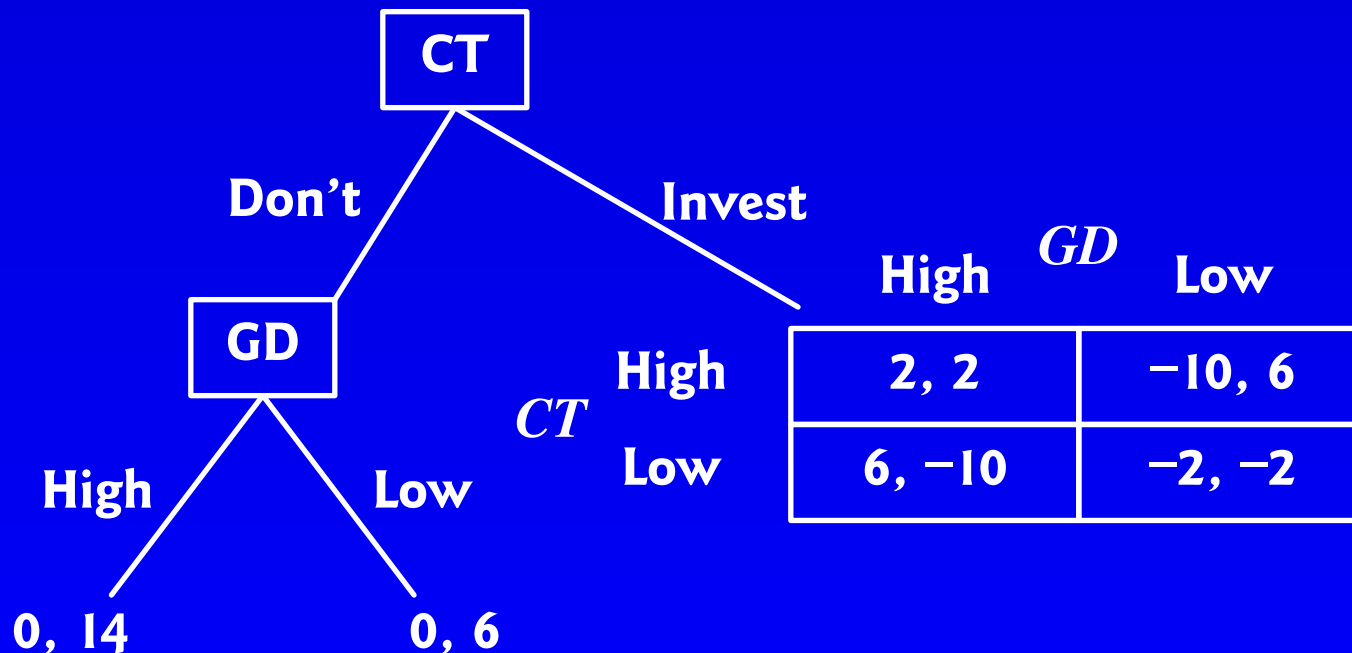 CT
Don't
Invest
GD
High
Low
GD
High
2, 2
−10, 6
CT
Low
6, −10
−2, −2
High
Low
0, 14
0, 6